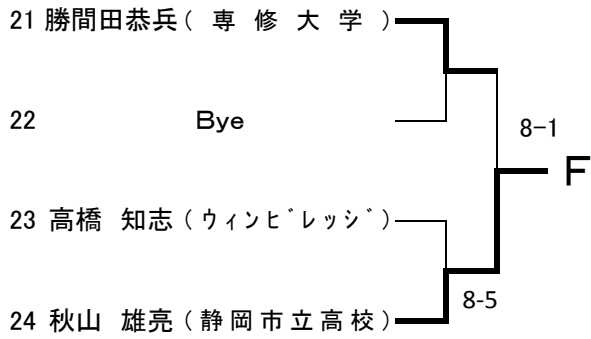 21 勝間田恭兵(専修大学)
22 Bye
8-1
F
23 高橋 知志(ウィンビレッジ)
8-5
24 秋山 雄亮(静岡市立高校)